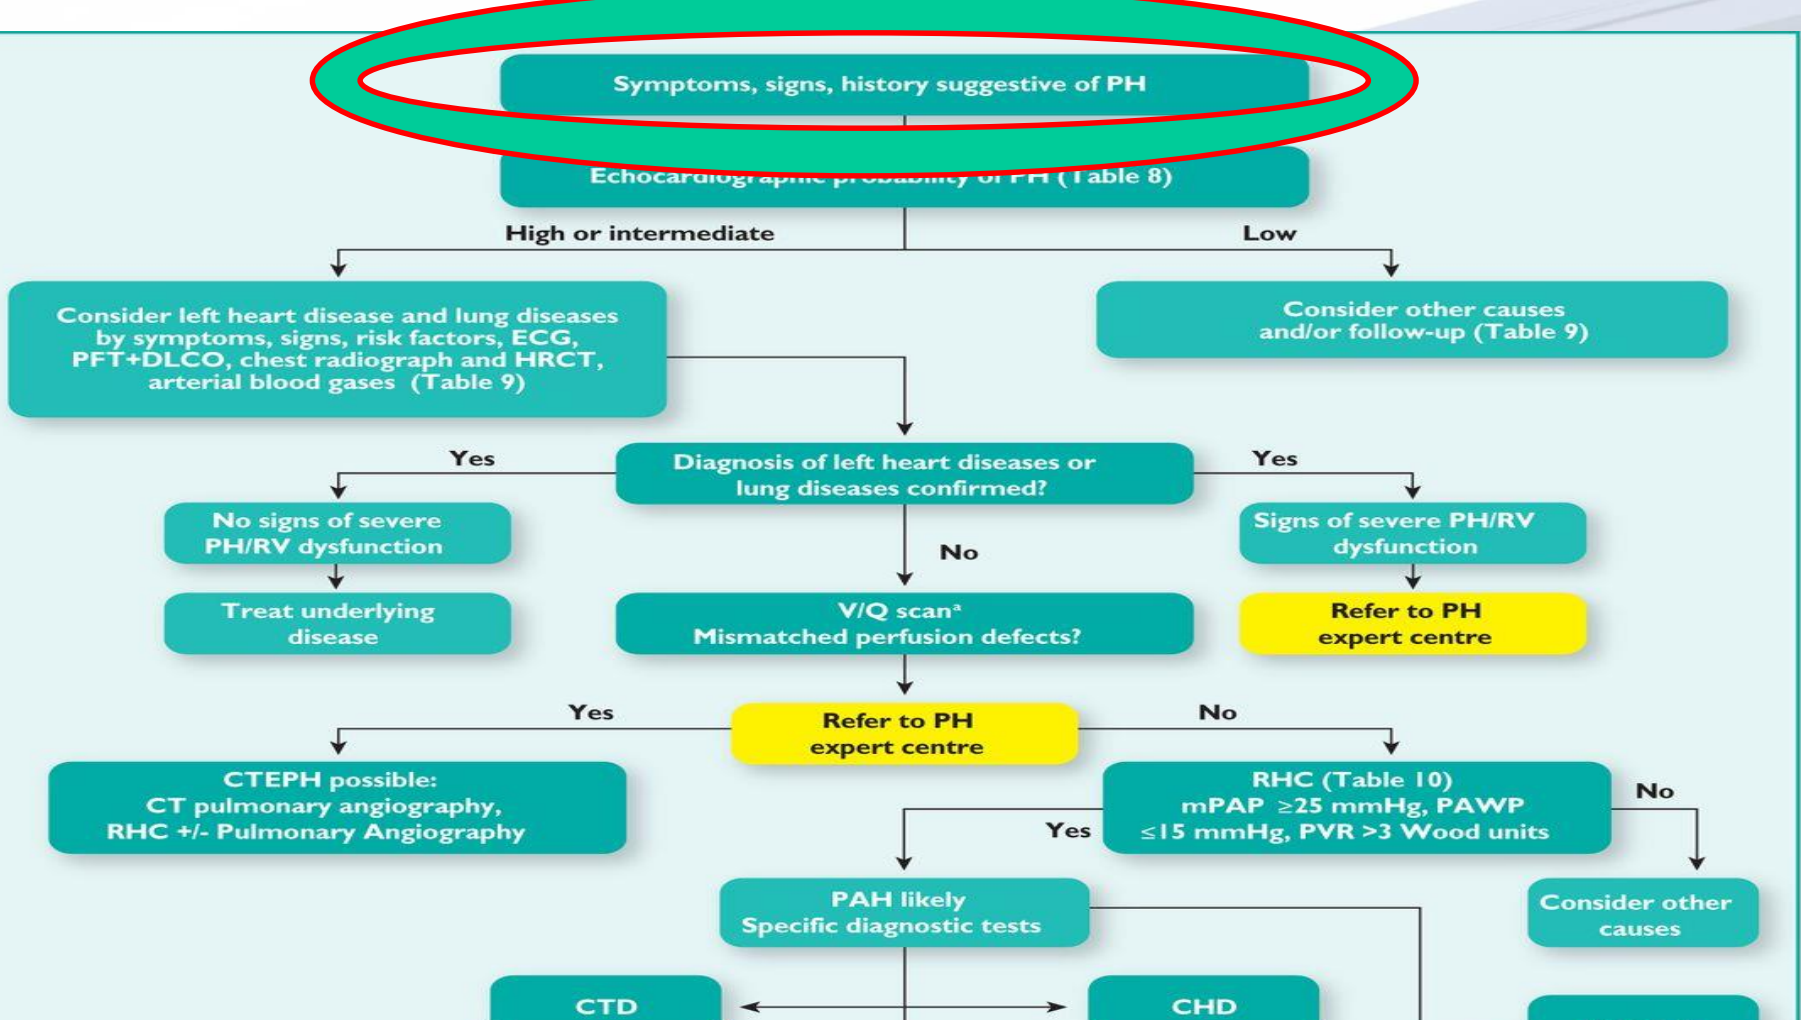 Symptoms, signs, history suggestive of PH
Echocardiographic probability of PH (Table 8)
High or intermediate
Low
Consider left heart disease and lung diseases
by symptoms, signs, risk factors, ECG,
PFT+DLCO, chest radiograph and HRCT,
arterial blood gases (Table 9)
Consider other causes
and/or follow-up (Table 9)
Yes
Diagnosis of left heart diseases or
lung diseases confirmed?
Yes
No signs of severe
PH/RV dysfunction
No
Signs of severe PH/RV
dysfunction
Treat underlying
disease
V/Q scanᵃ
Mismatched perfusion defects?
Refer to PH
expert centre
Yes
Refer to PH
expert centre
No
CTEPH possible:
CT pulmonary angiography,
RHC +/- Pulmonary Angiography
RHC (Table 10)
mPAP ≥25 mmHg, PAWP
≤15 mmHg, PVR >3 Wood units
No
Yes
PAH likely
Specific diagnostic tests
Consider other
causes
CTD
CHD